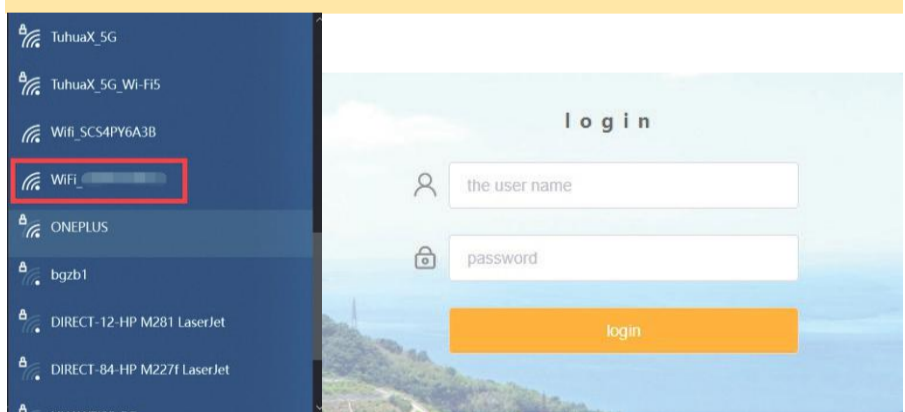 TuhuaX_5G
TuhuaX_5G_Wi-Fi5
Wifi_SCS4PY6A3B
WiFi_
ONEPLUS
bgzb1
DIRECT-12-HP M281 LaserJet
DIRECT-84-HP M227f LaserJet
login
the user name
password
login